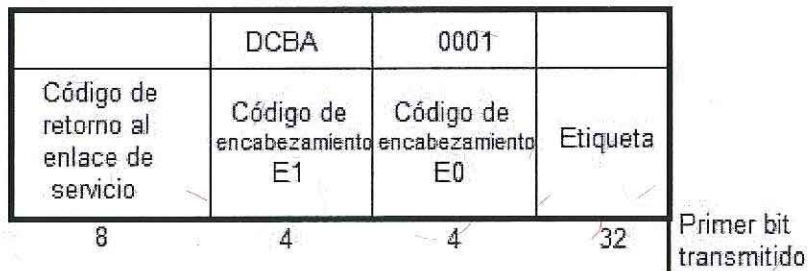 DCBA 0001
Código de retorno al enlace de servicio
Código de encabezamiento E1
Código de encabezamiento E0
Etiqueta
8 4 4 32
Primer bit transmitido